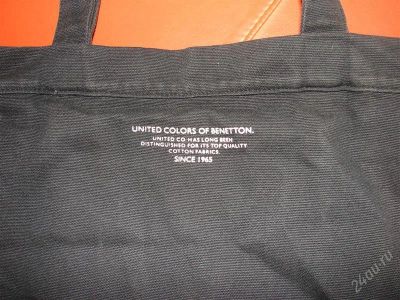 UNITED COLORS OF BENETTON.
UNITED CO. HAS LONG BEEN
DISTINGUISHED FOR ITS TOP QUALITY
COTTON FABRICS.
SINCE 1965
24au.ru